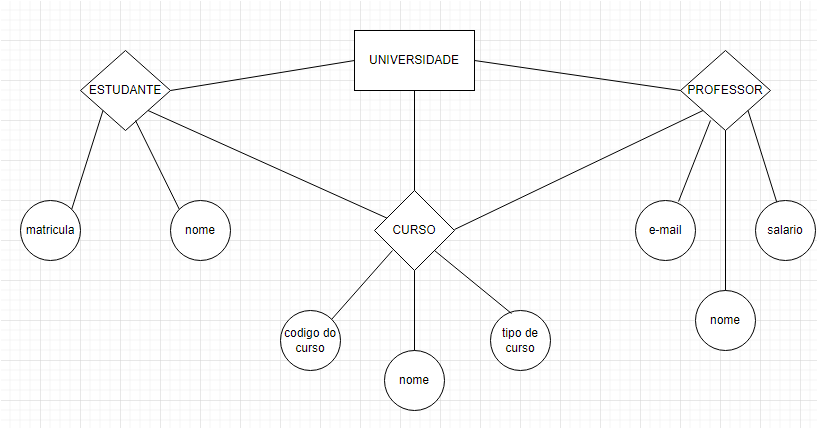 UNIVERSIDADE
ESTUDANTE
PROFESSOR
matricula
nome
CURSO
e-mail
salario
codigo do
curso
nome
tipo de
curso
nome